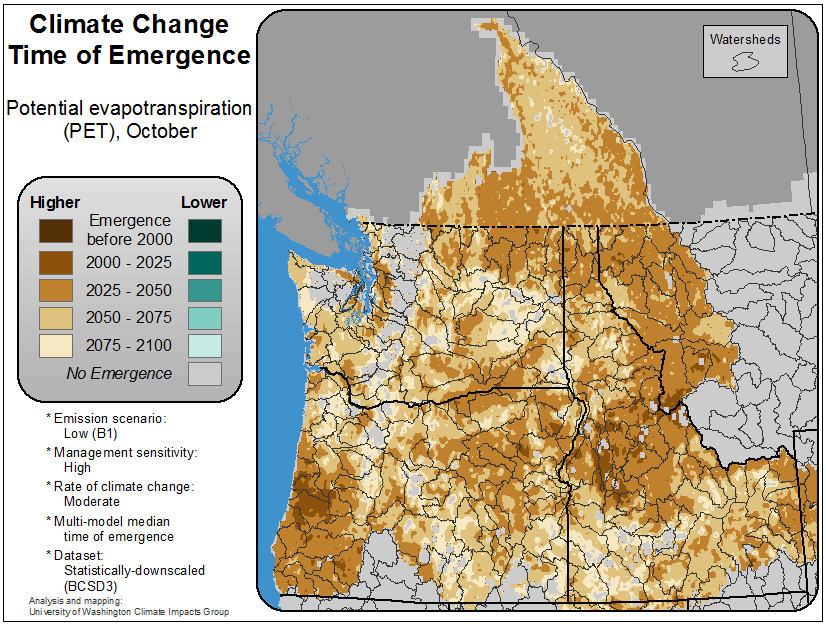 Climate Change
Time of Emergence
Potential evapotranspiration
(PET), October
Higher
Lower
Emergence
before 2000
2000 - 2025
2025 - 2050
2050 - 2075
2075 - 2100
No Emergence
* Emission scenario:
Low (B1)
* Management sensitivity:
High
* Rate of climate change:
Moderate
* Multi-model median
time of emergence
* Dataset:
Statistically-downscaled
(BCSD3)
Analysis and mapping:
University of Washington Climate Impacts Group
Watersheds